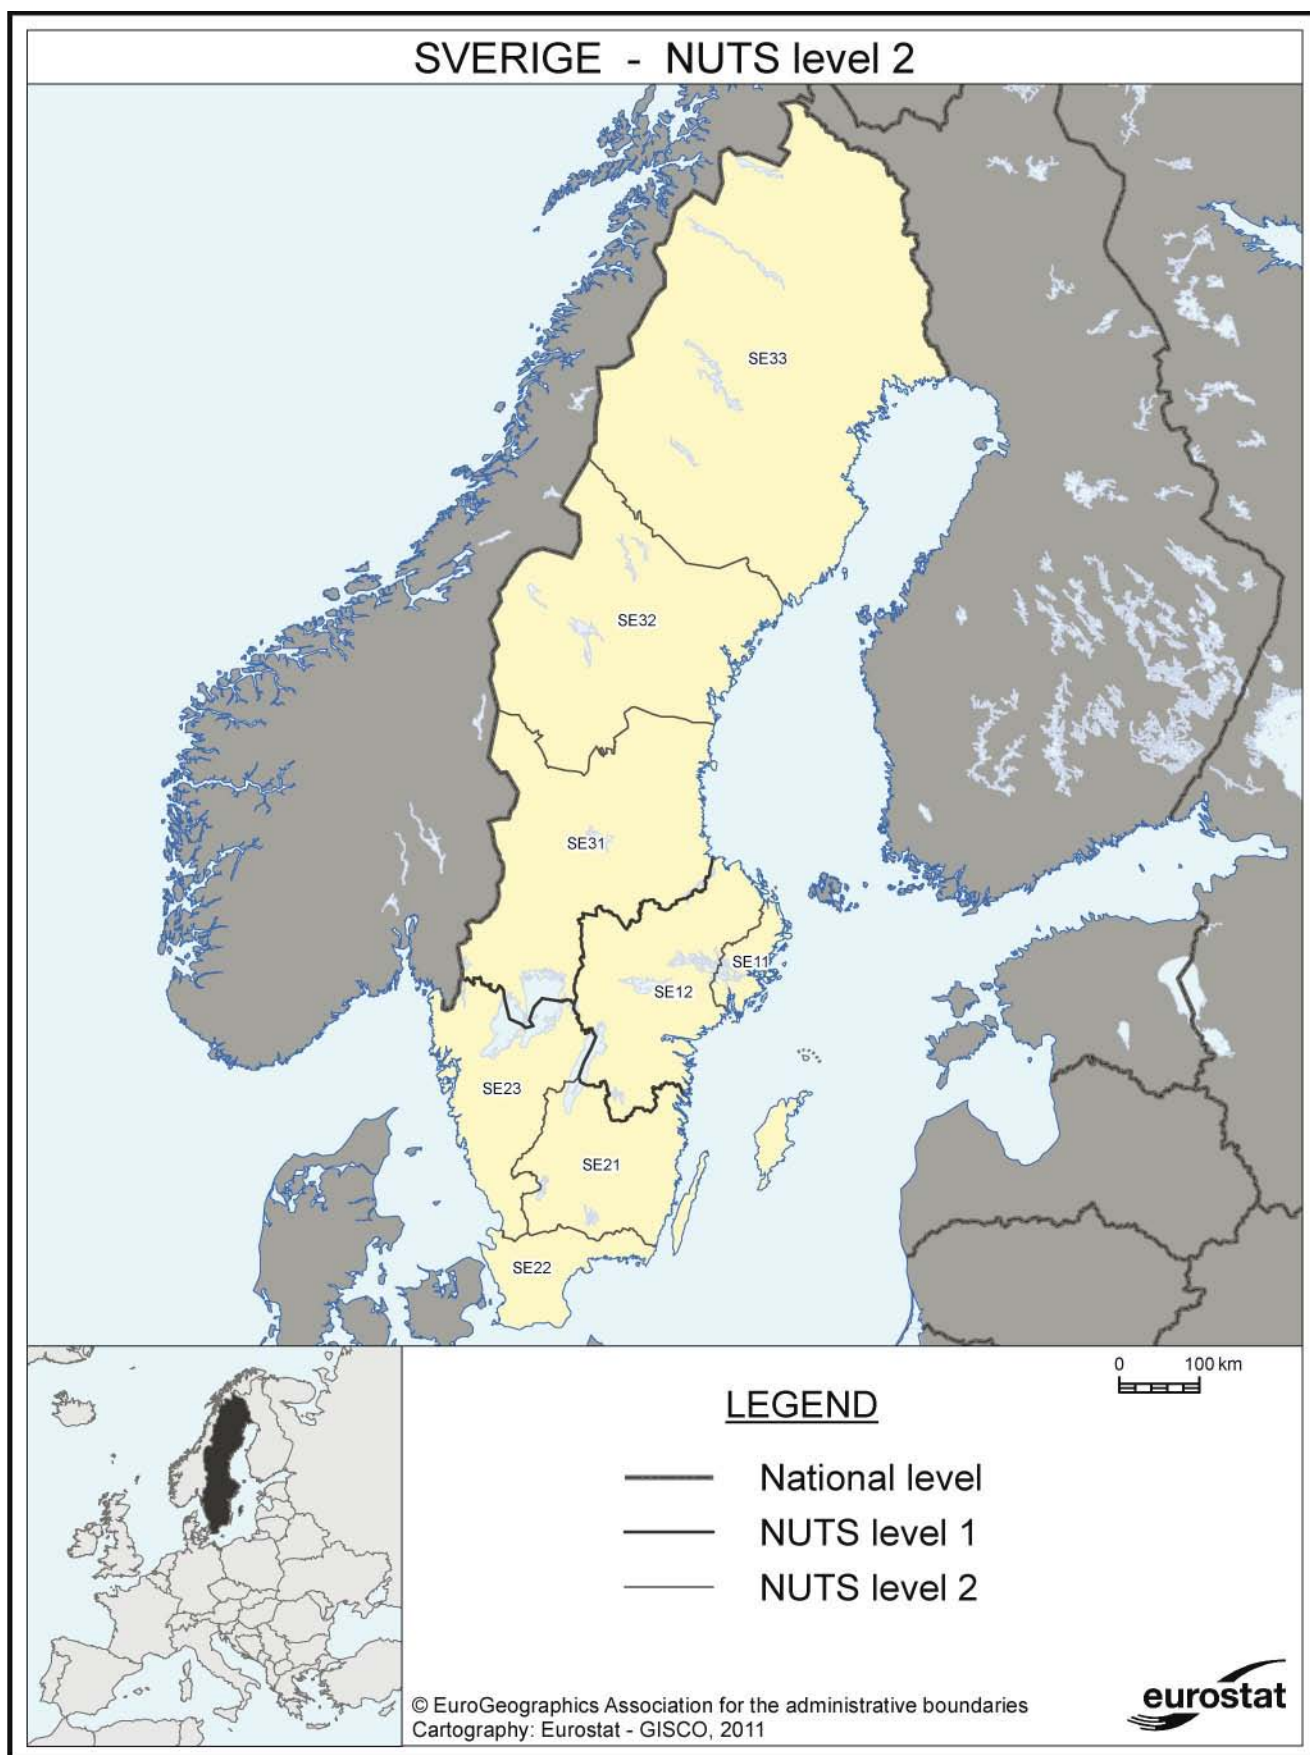 SVERIGE - NUTS level 2
SE33
SE32
SE31
SE11
SE12
SE23
SE21
SE22
0 100 km
LEGEND
National level
NUTS level 1
NUTS level 2
© EuroGeographics Association for the administrative boundaries
Cartography: Eurostat - GISCO, 2011
eurostat